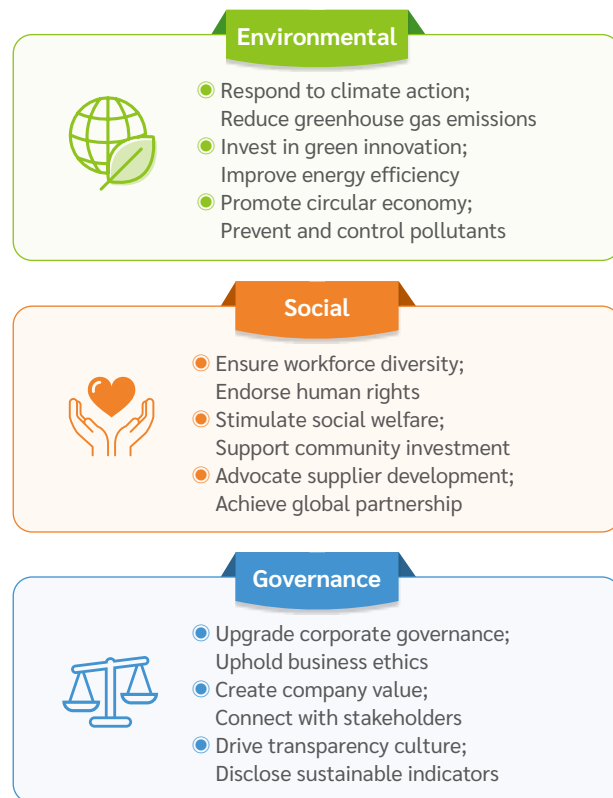 Environmental
Respond to climate action;
Reduce greenhouse gas emissions
Invest in green innovation;
Improve energy efficiency
Promote circular economy;
Prevent and control pollutants
Social
Ensure workforce diversity;
Endorse human rights
Stimulate social welfare;
Support community investment
Advocate supplier development;
Achieve global partnership
Governance
Upgrade corporate governance;
Uphold business ethics
Create company value;
Connect with stakeholders
Drive transparency culture;
Disclose sustainable indicators